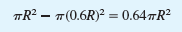 πR² − π(0.6R)² = 0.64πR²